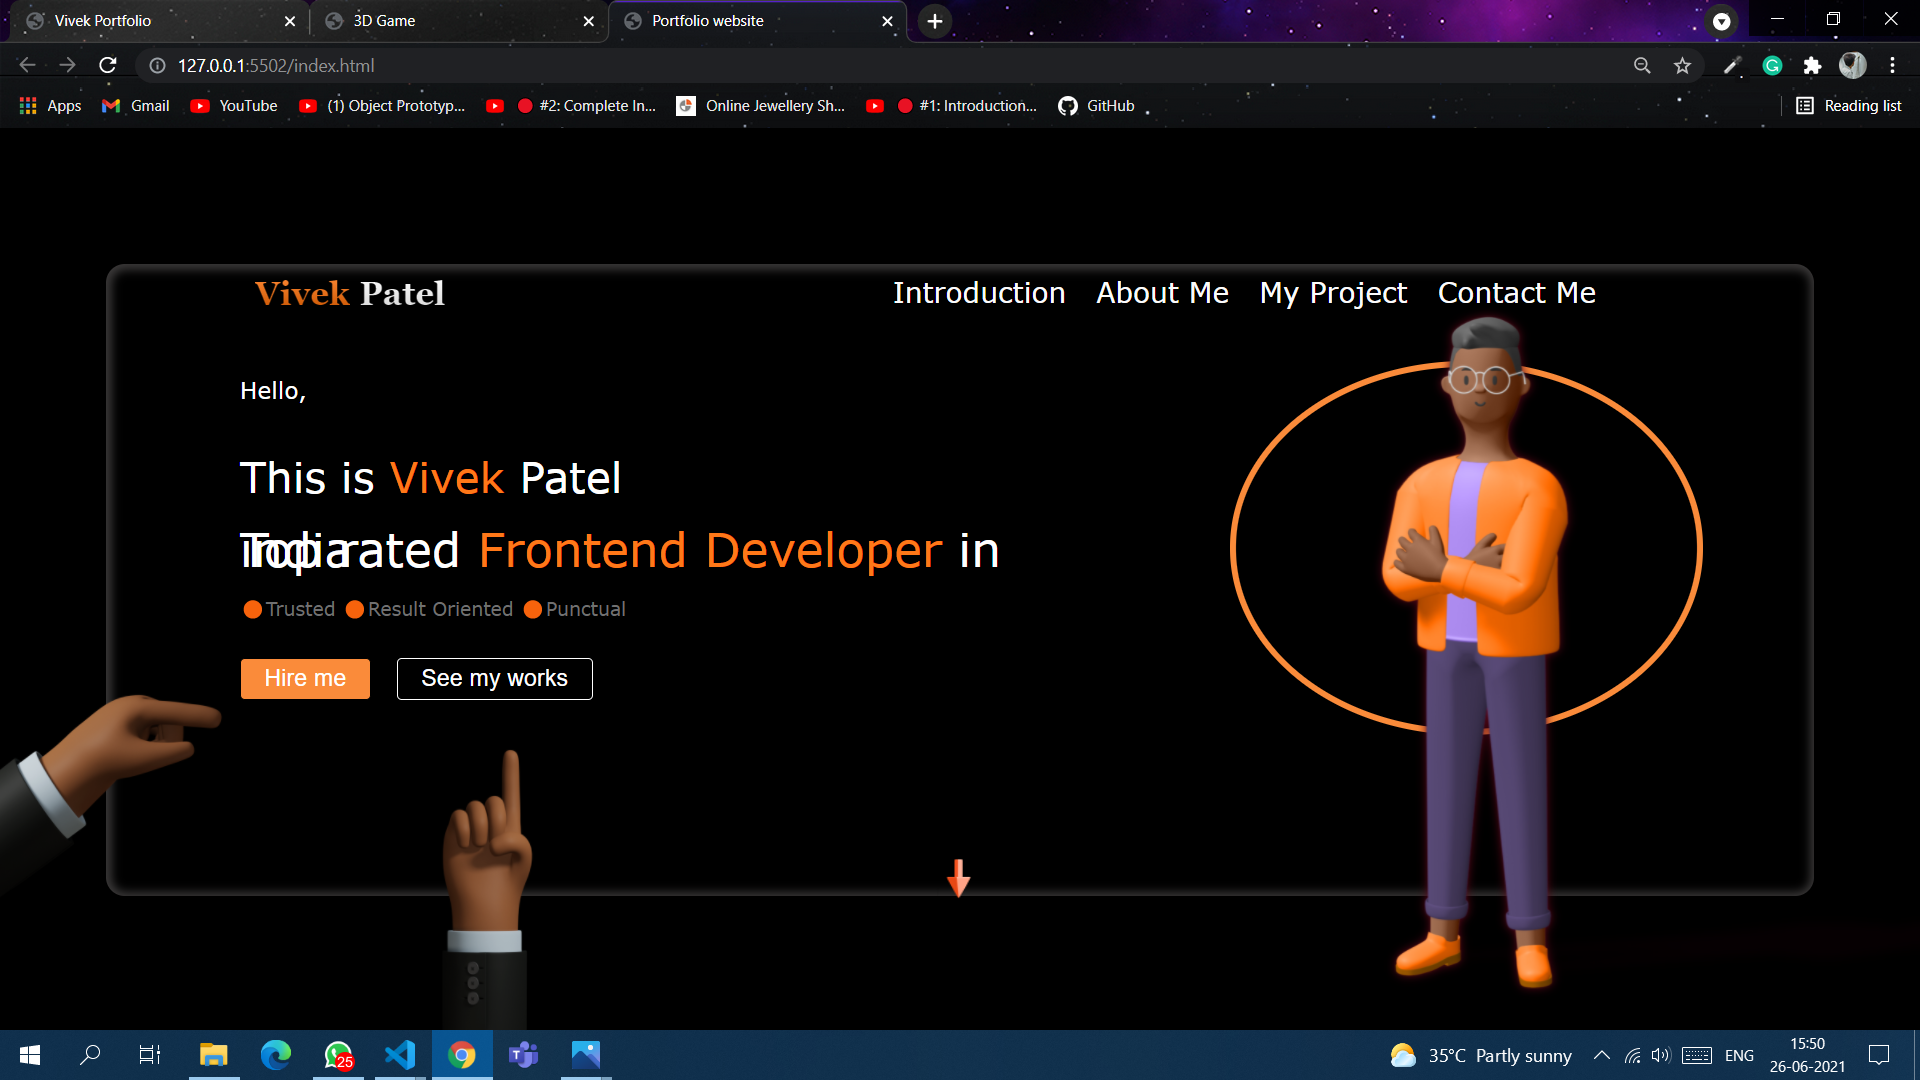 Vivek Portfolio
3D Game
Portfolio website
127.0.0.1:5502/index.html
Apps
Gmail
YouTube
(1) Object Prototyp...
#2: Complete In...
Online Jewellery Sh...
#1: Introduction...
GitHub
Reading list
Vivek Patel
Introduction
About Me
My Project
Contact Me
Hello,
This is Vivek Patel
Top rated Frontend Developer in
india
Trusted
Result Oriented
Punctual
Hire me
See my works
25
35°C Partly sunny
ENG
15:50
26-06-2021